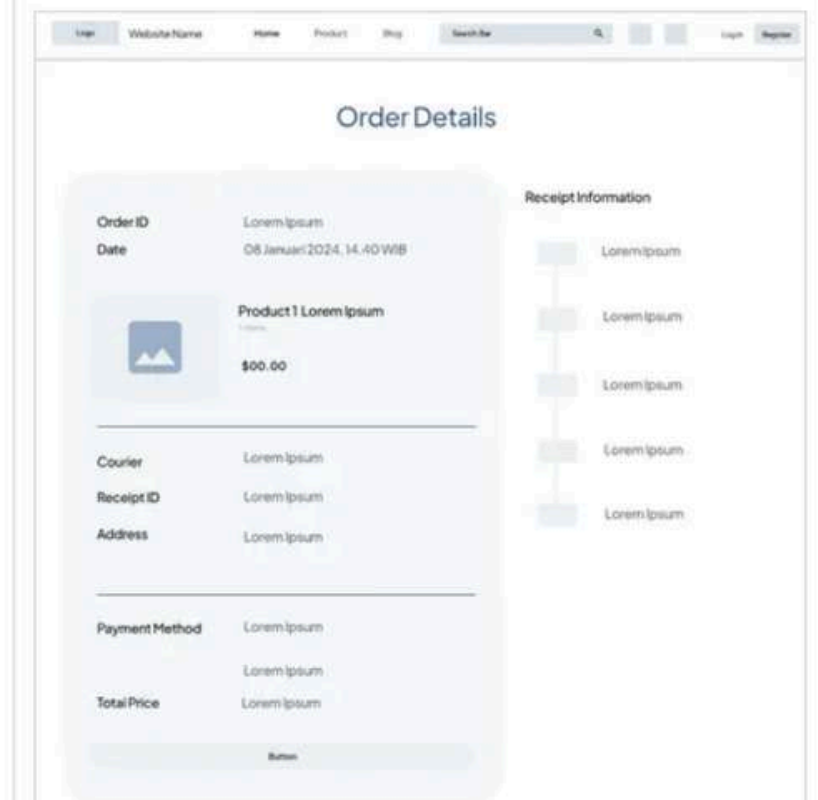 Logo Website Name Home Product Blog Search Bar Login Register
Order Details
Order ID Lorem Ipsum
Date 08 Januari 2024, 14.40 WIB
Product 1 Lorem Ipsum
$00.00
Courier Lorem Ipsum
Receipt ID Lorem Ipsum
Address Lorem Ipsum
Payment Method Lorem Ipsum
Lorem Ipsum
Total Price Lorem Ipsum
Button
Receipt Information
Lorem Ipsum
Lorem Ipsum
Lorem Ipsum
Lorem Ipsum
Lorem Ipsum